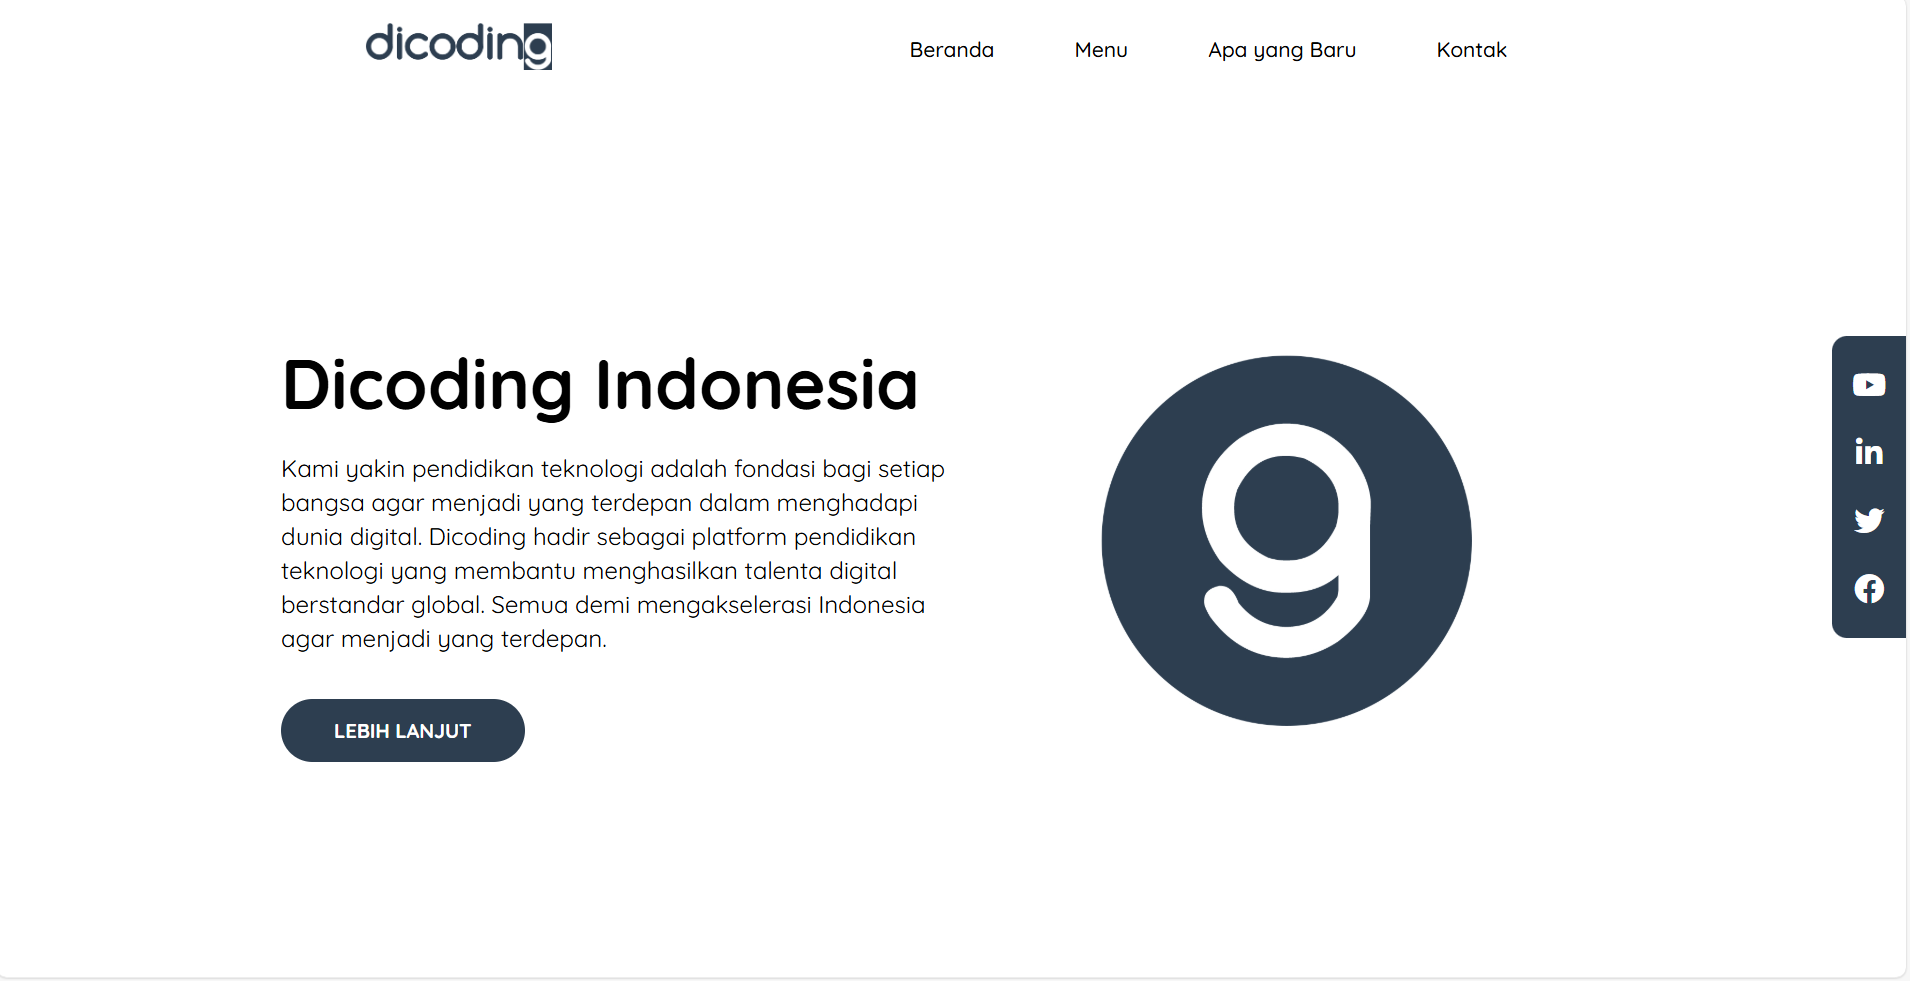 dicoding
Beranda Menu Apa yang Baru Kontak
Dicoding Indonesia
Kami yakin pendidikan teknologi adalah fondasi bagi setiap
bangsa agar menjadi yang terdepan dalam menghadapi
dunia digital. Dicoding hadir sebagai platform pendidikan
teknologi yang membantu menghasilkan talenta digital
berstandar global. Semua demi mengakselerasi Indonesia
agar menjadi yang terdepan.
g
LEBIH LANJUT
in